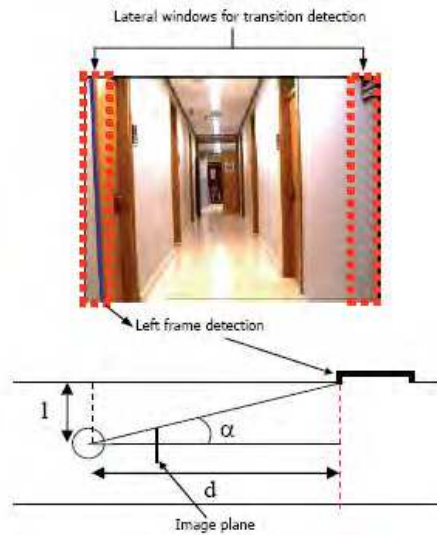 Lateral windows for transition detection
Left frame detection
l
α
d
Image plane